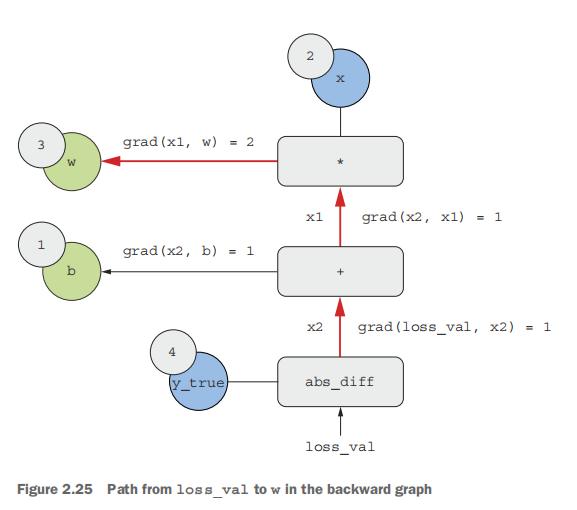 2
x
3
w
grad(x1, w) = 2
*
x1
grad(x2, x1) = 1
1
b
grad(x2, b) = 1
+
x2
grad(loss_val, x2) = 1
4
y_true
abs_diff
loss_val
Figure 2.25 Path from loss_val to w in the backward graph